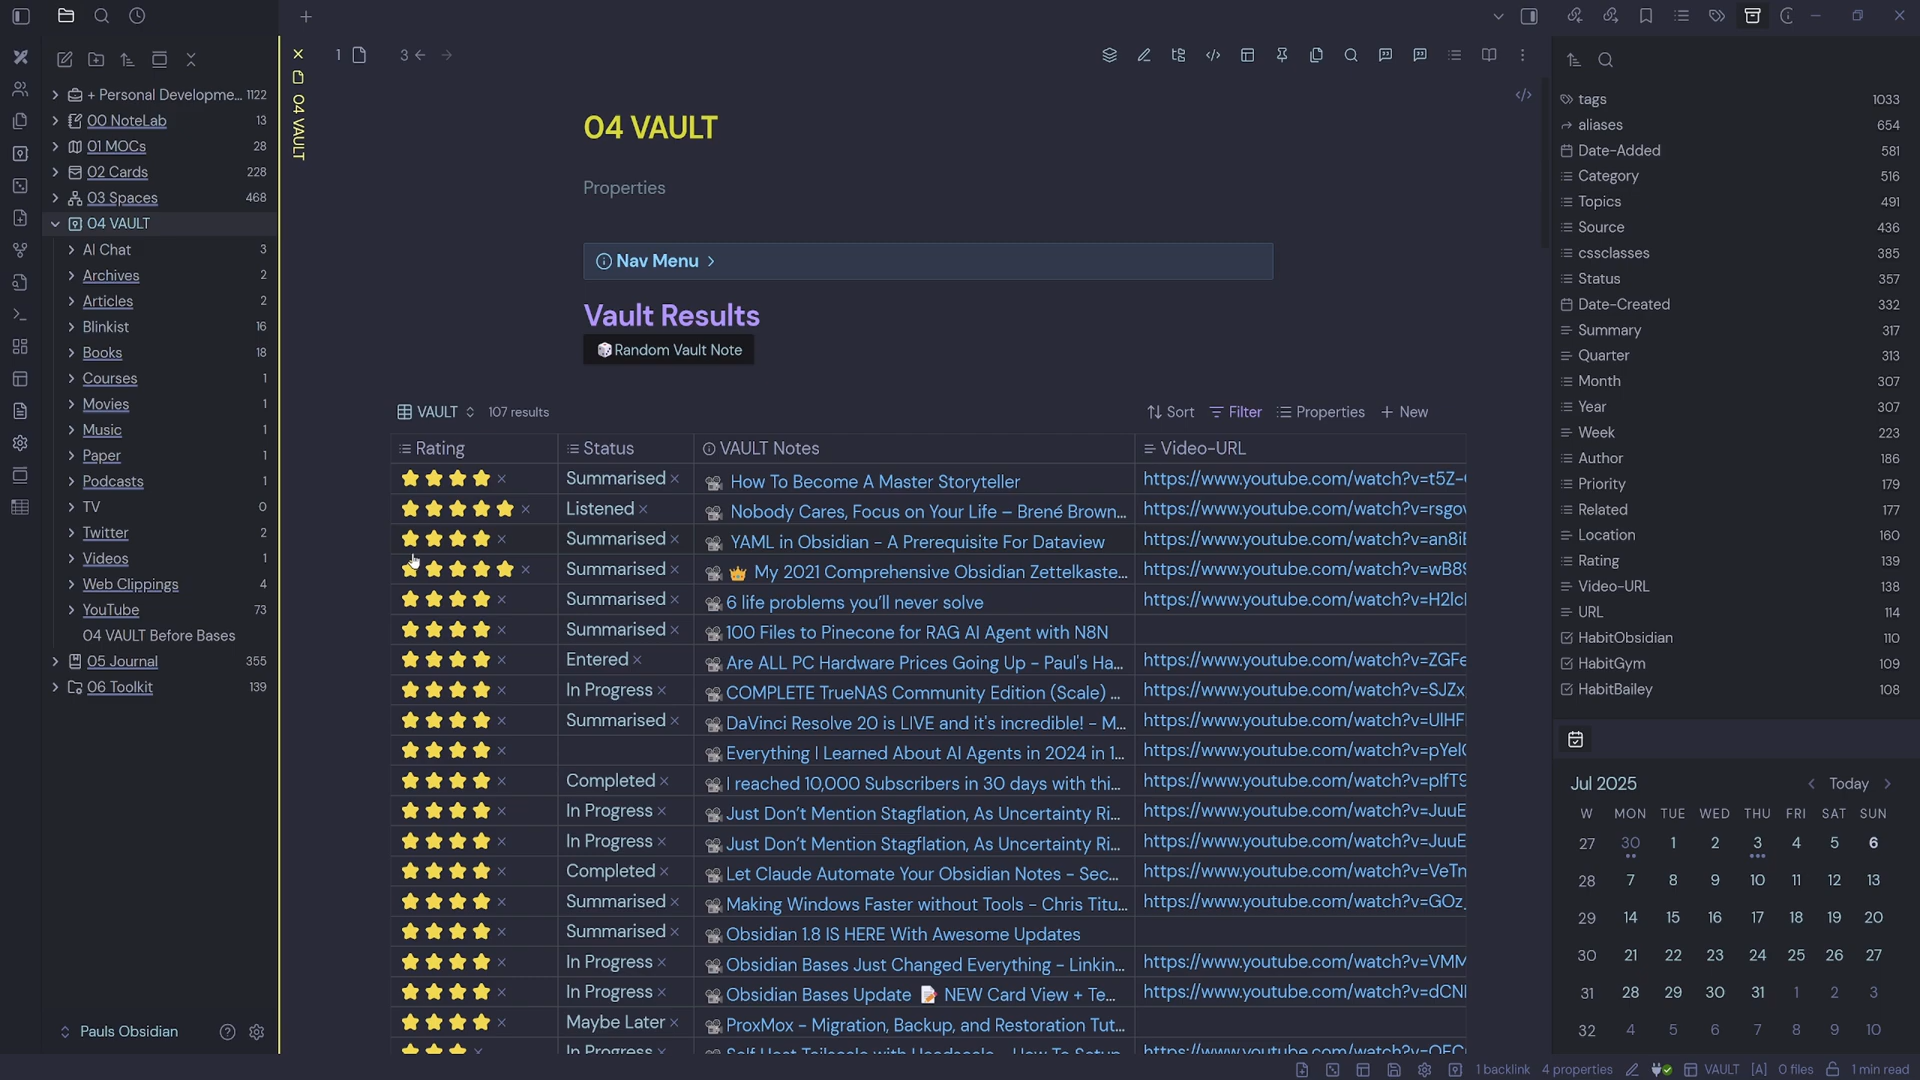 + Personal Developme... 1122
00 NoteLab 13
01 MOCs 28
02 Cards 228
03 Spaces 468
04 VAULT
AI Chat 3
Archives 2
Articles 2
Blinkist 16
Books 18
Courses 1
Movies 1
Music 1
Paper 1
Podcasts 1
TV 0
Twitter 2
Videos 1
Web Clippings 4
YouTube 73
04 VAULT Before Bases
05 Journal 355
06 Toolkit 139
Pauls Obsidian
04 VAULT
1
3
04 VAULT
Properties
Nav Menu
Vault Results
Random Vault Note
VAULT 107 results Sort Filter Properties + New
Rating Status VAULT Notes Video-URL
Summarised × How To Become A Master Storyteller https://www.youtube.com/watch?v=t5Z-
Listened × Nobody Cares, Focus on Your Life – Brené Brown... https://www.youtube.com/watch?v=rsgov
Summarised × YAML in Obsidian - A Prerequisite For Dataview https://www.youtube.com/watch?v=an8i
Summarised × My 2021 Comprehensive Obsidian Zettelkaste... https://www.youtube.com/watch?v=wB89
Summarised × 6 life problems you'll never solve https://www.youtube.com/watch?v=H2lc
Summarised × 100 Files to Pinecone for RAG AI Agent with N8N
Entered × Are ALL PC Hardware Prices Going Up - Paul's Ha... https://www.youtube.com/watch?v=ZGFe
In Progress × COMPLETE TrueNAS Community Edition (Scale) ... https://www.youtube.com/watch?v=SJZx
Summarised × DaVinci Resolve 20 is LIVE and it's incredible! - M... https://www.youtube.com/watch?v=UlHF
Everything I Learned About AI Agents in 2024 in 1... https://www.youtube.com/watch?v=pYel
Completed × I reached 10,000 Subscribers in 30 days with thi... https://www.youtube.com/watch?v=plfT9
In Progress × Just Don't Mention Stagflation, As Uncertainty Ri... https://www.youtube.com/watch?v=JuuE
In Progress × Just Don't Mention Stagflation, As Uncertainty Ri... https://www.youtube.com/watch?v=JuuE
Completed × Let Claude Automate Your Obsidian Notes - Sec... https://www.youtube.com/watch?v=VeTn
Summarised × Making Windows Faster without Tools - Chris Titu... https://www.youtube.com/watch?v=GOz
Summarised × Obsidian 1.8 IS HERE With Awesome Updates
In Progress × Obsidian Bases Just Changed Everything – Linkin... https://www.youtube.com/watch?v=VMM
In Progress × Obsidian Bases Update NEW Card View + Te... https://www.youtube.com/watch?v=dCN
Maybe Later × ProxMox - Migration, Backup, and Restoration Tut...
In Progress × Self Host Tailscale with Headscale - How To Setup
tags 1033
aliases 654
Date-Added 581
Category 516
Topics 491
Source 436
cssclasses 385
Status 357
Date-Created 332
Summary 317
Quarter 313
Month 307
Year 307
Week 223
Author 186
Priority 179
Related 177
Location 160
Rating 139
Video-URL 138
URL 114
HabitObsidian 110
HabitGym 109
HabitBailey 108
Jul 2025 Today
W MON TUE WED THU FRI SAT SUN
27 30 1 2 3 4 5 6
28 7 8 9 10 11 12 13
29 14 15 16 17 18 19 20
30 21 22 23 24 25 26 27
31 28 29 30 31 1 2 3
32 4 5 6 7 8 9 10
1 backlink 4 properties VAULT [A] 0 files 1 min read